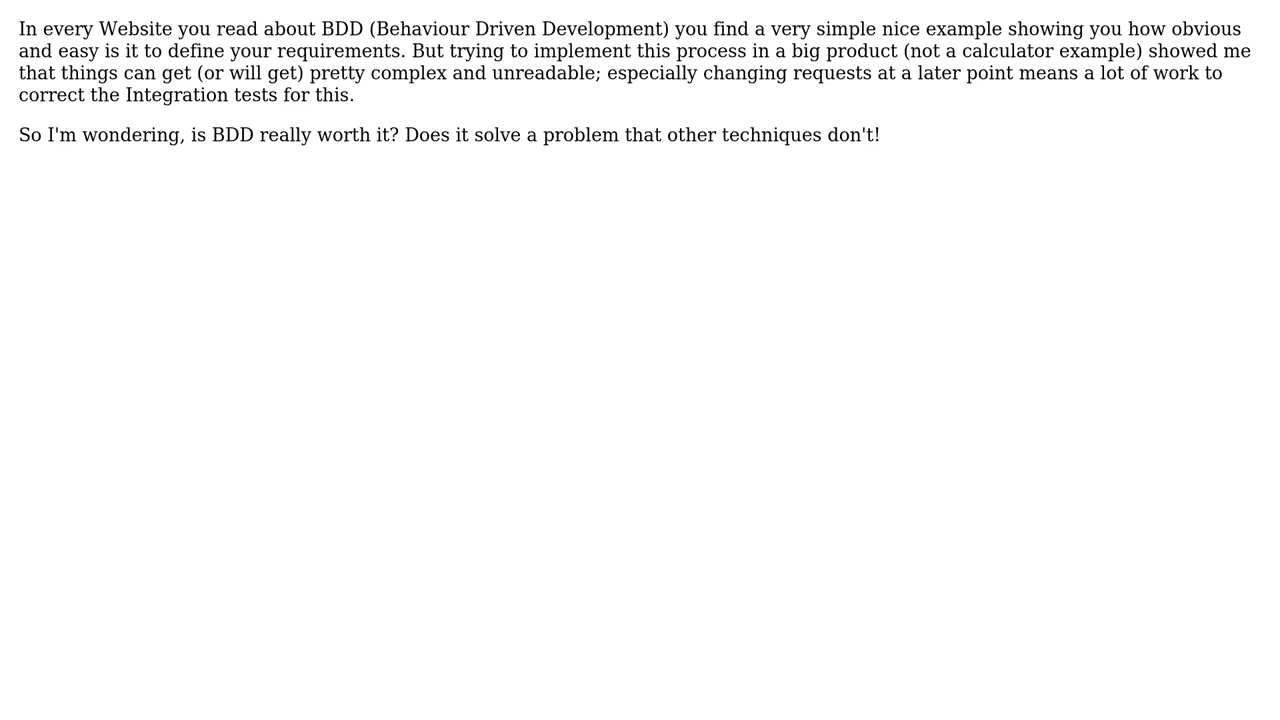 In every Website you read about BDD (Behaviour Driven Development) you find a very simple nice example showing you how obvious
and easy is it to define your requirements. But trying to implement this process in a big product (not a calculator example) showed me
that things can get (or will get) pretty complex and unreadable; especially changing requests at a later point means a lot of work to
correct the Integration tests for this.
So I'm wondering, is BDD really worth it? Does it solve a problem that other techniques don't!